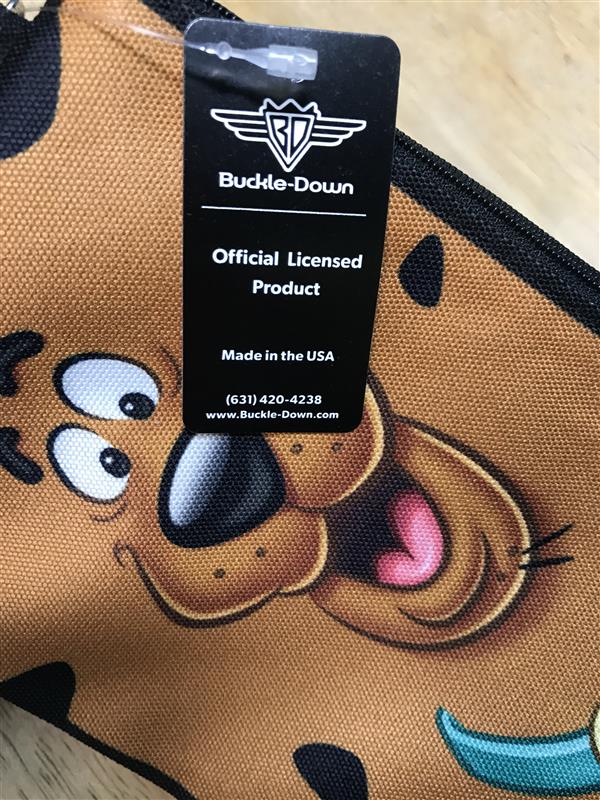 BD
Buckle-Down
Official Licensed
Product
Made in the USA
(631) 420-4238
www.Buckle-Down.com